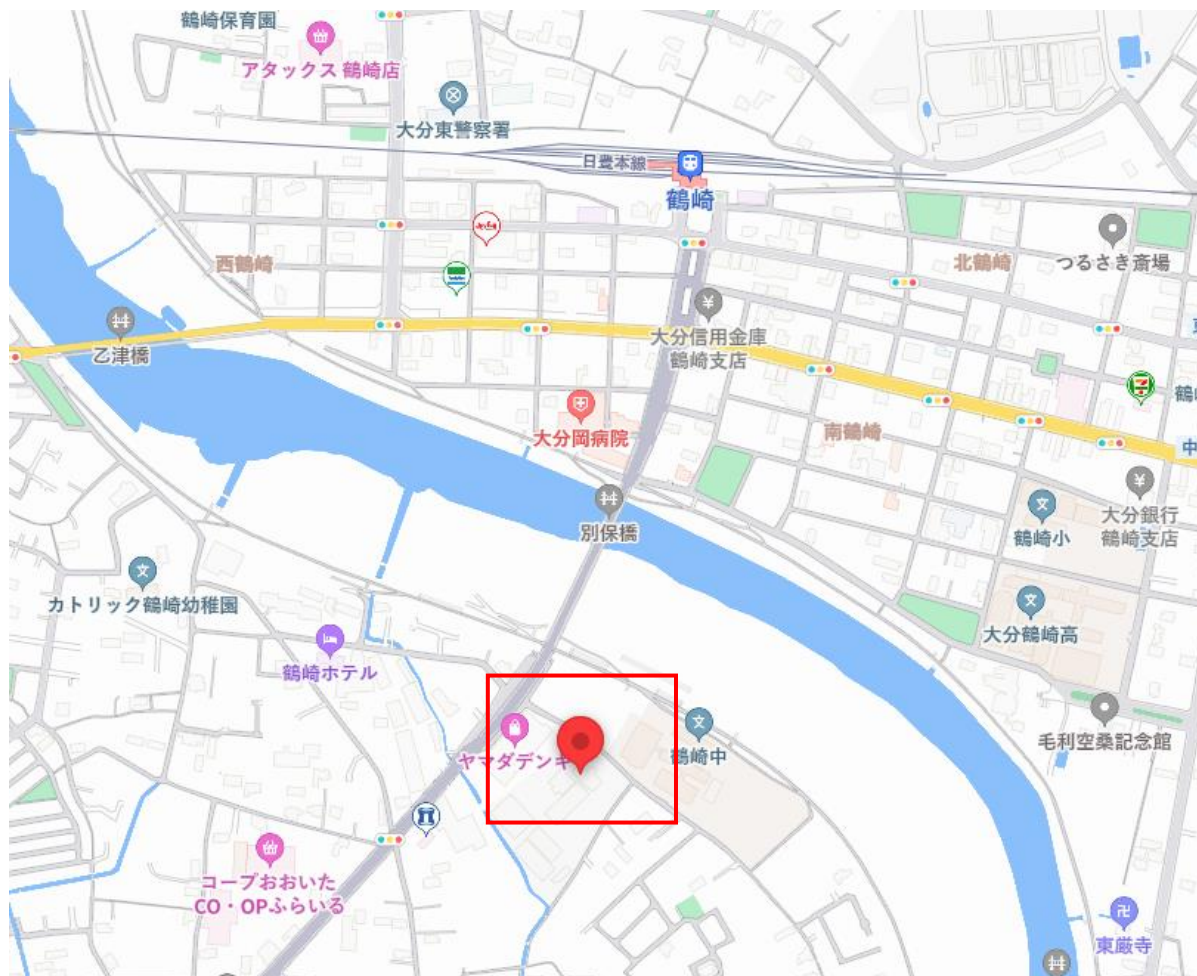 鶴崎保育園
アタックス 鶴崎店
大分東警察署
日豊本線
鶴崎
西鶴崎
北鶴崎
つるさき斎場
乙津橋
大分信用金庫
鶴崎支店
大分岡病院
南鶴崎
鶴
中
別保橋
鶴崎小
大分銀行
鶴崎支店
カトリック鶴崎幼稚園
大分鶴崎高
鶴崎ホテル
ヤマダデンキ
鶴崎中
毛利空桑記念館
コープおおいた
CO・OPふらいる
東厳寺